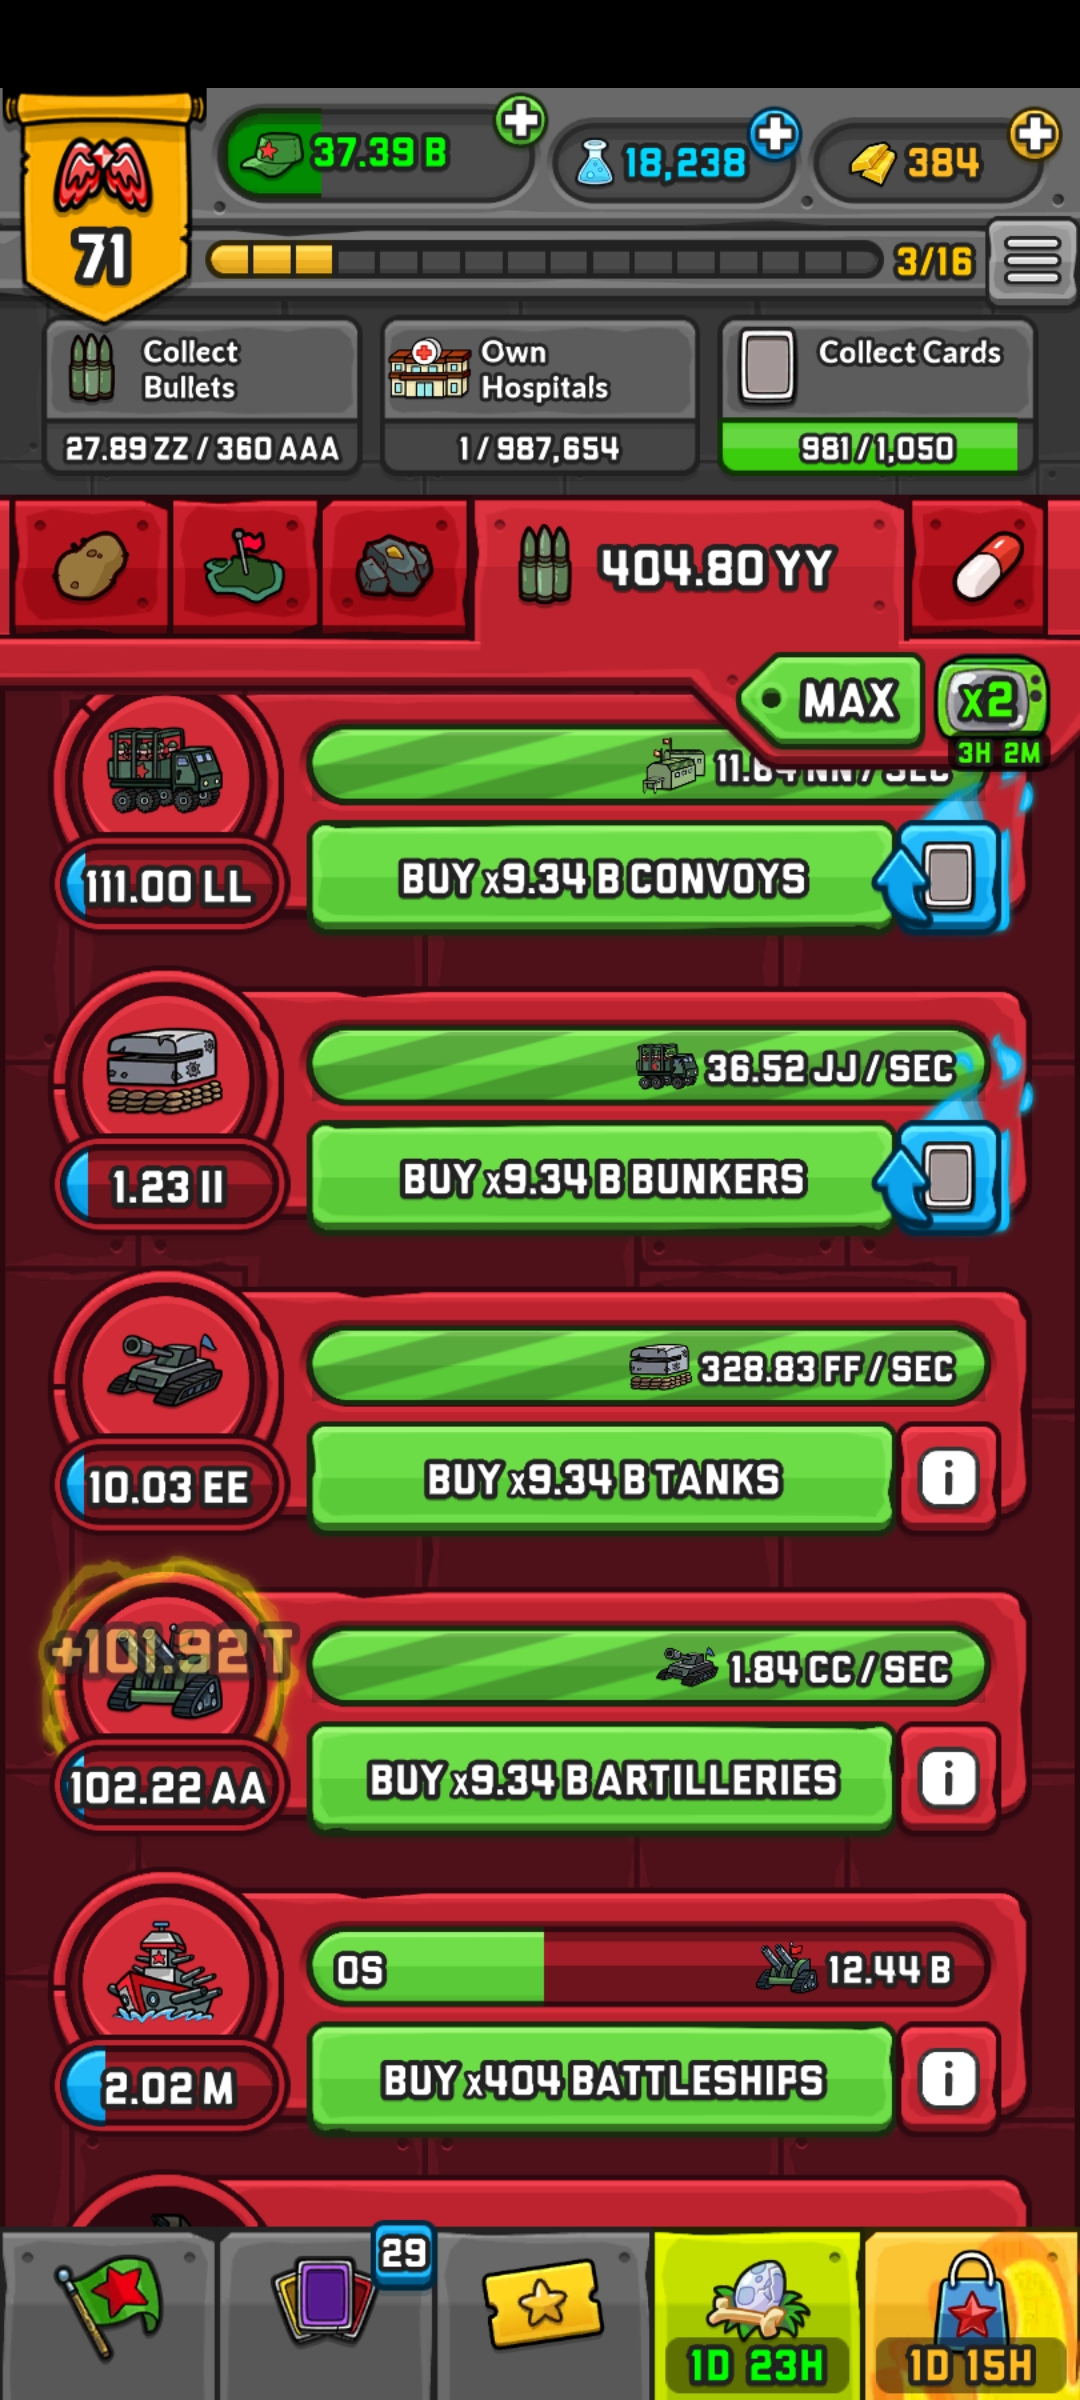 37.39 B
18,238
384
71
3/16
Collect
Bullets
27.89 ZZ / 360 AAA
Own
Hospitals
1 / 987,654
Collect Cards
981 / 1,050
404.80 YY
MAX
x2
3H 2M
11.64 NN / SEC
111.00 LL
BUY x9.34 B CONVOYS
36.52 JJ / SEC
1.23 II
BUY x9.34 B BUNKERS
328.83 FF / SEC
10.03 EE
BUY x9.34 B TANKS
i
+101.92 T
1.84 CC / SEC
102.22 AA
BUY x9.34 B ARTILLERIES
i
0S
12.44 B
2.02 M
BUY x404 BATTLESHIPS
i
29
1D 23H
1D 15H